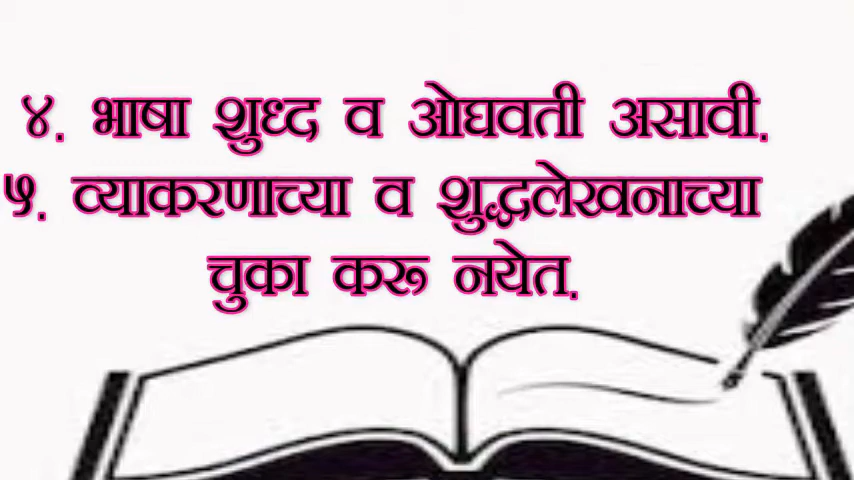 ४. भाषा शुध्द व ओघवती असावी.
५. व्याकरणाच्या व शुद्धलेखनाच्या
चुका करू नयेत.